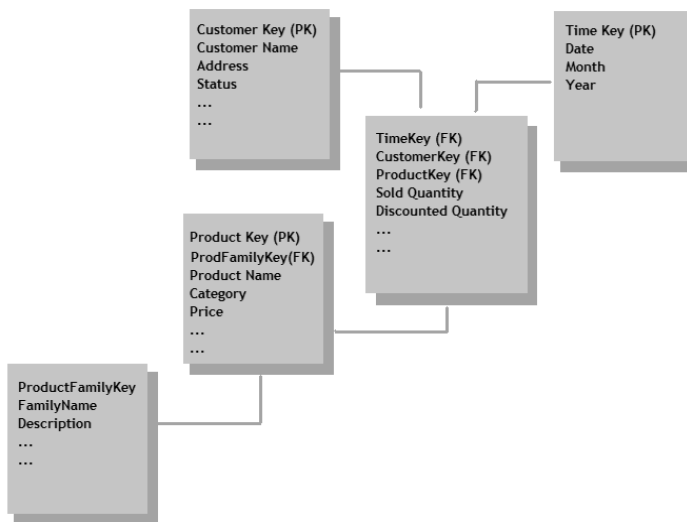 Customer Key (PK)
Customer Name
Address
Status
...
...
Time Key (PK)
Date
Month
Year
TimeKey (FK)
CustomerKey (FK)
ProductKey (FK)
Sold Quantity
Discounted Quantity
...
...
Product Key (PK)
ProdFamilyKey(FK)
Product Name
Category
Price
...
...
ProductFamilyKey
FamilyName
Description
...
...